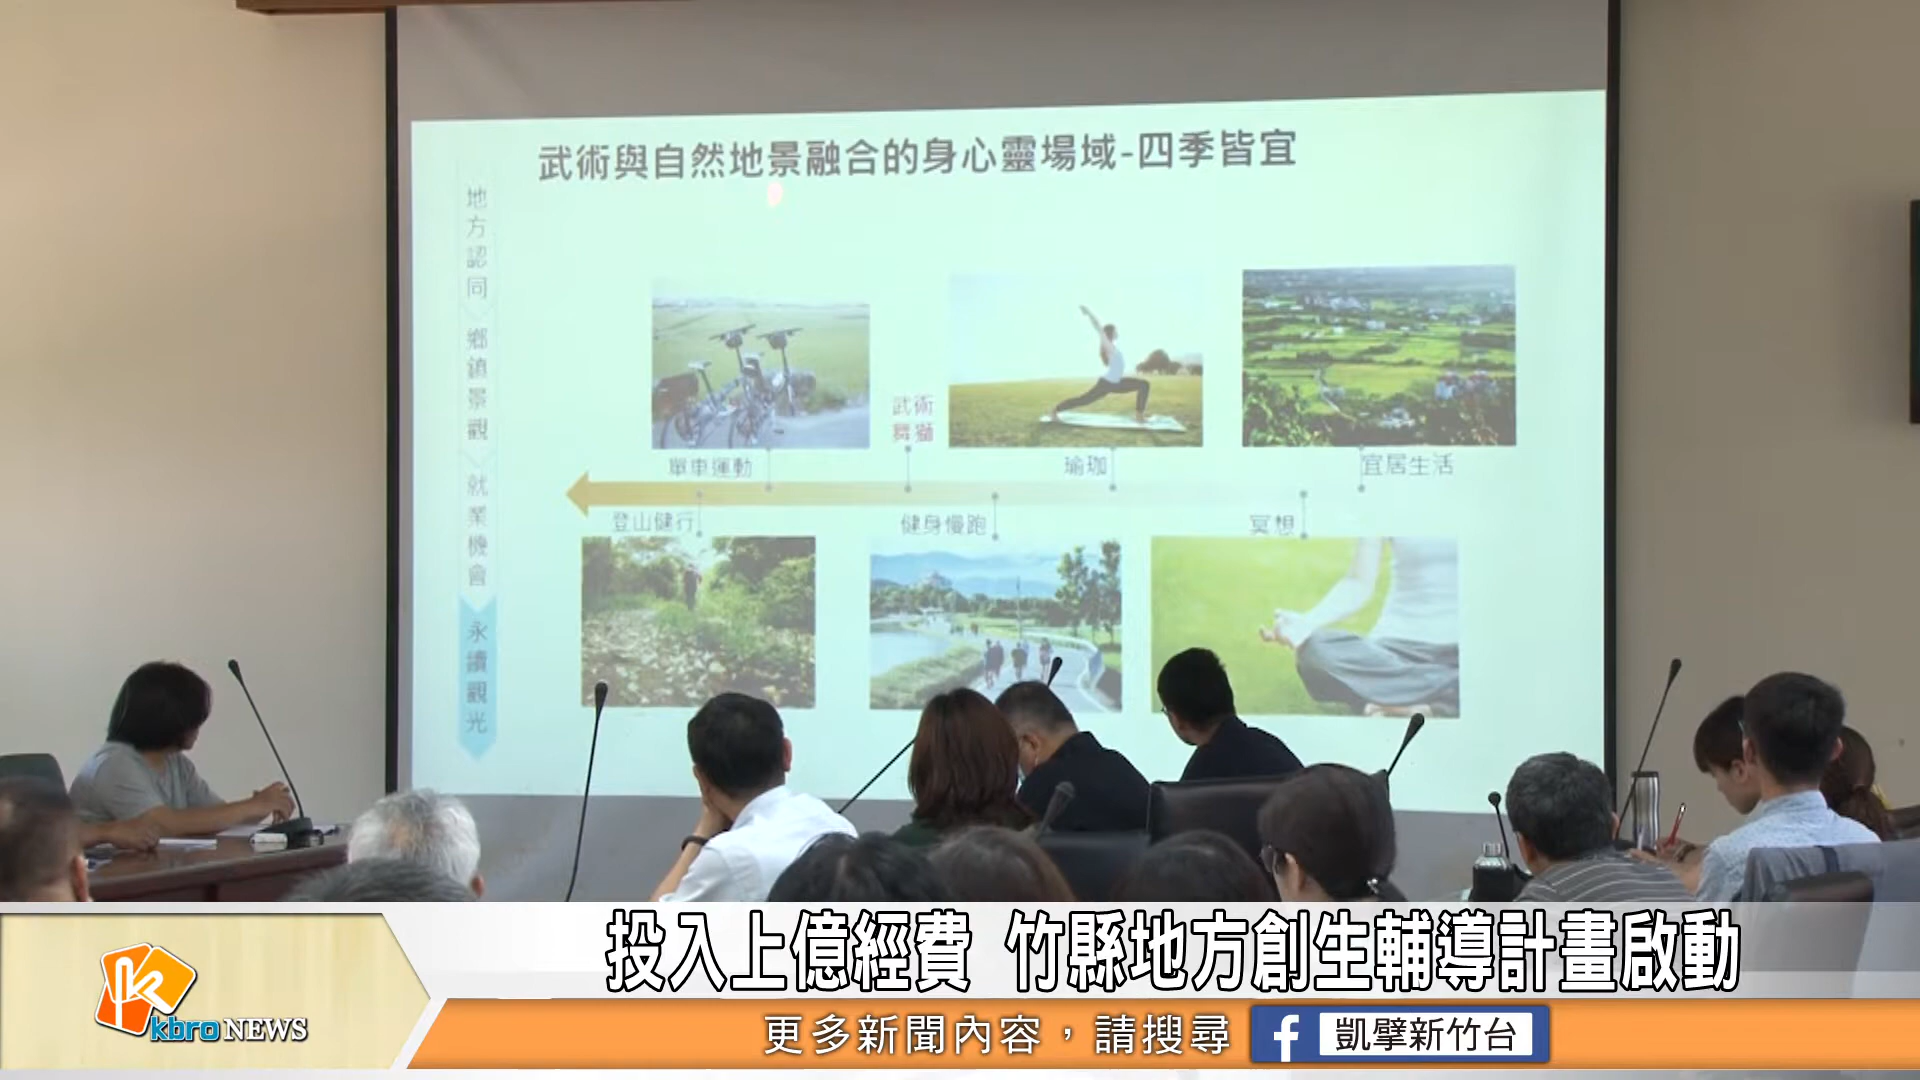 武術與自然地景融合的身心靈場域-四季皆宜
地方認同
鄉鎮景觀
就業機會
永續觀光
武術
舞獅
單車運動
瑜珈
宜居生活
登山健行
健身慢跑
冥想
投入上億經費 竹縣地方創生輔導計畫啟動
kbro NEWS
更多新聞內容,請搜尋
f 凱擘新竹台